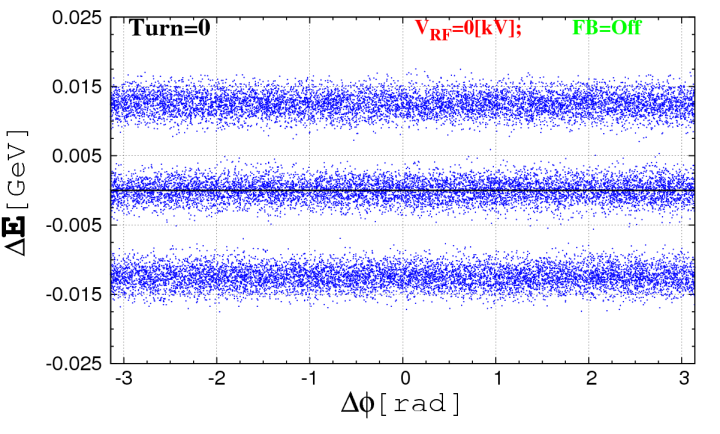 0.025
Turn=0 V_RF=0[kV]; FB=Off
0.015
0.005
-0.005
-0.015
-0.025
ΔE[GeV]
-3 -2 -1 0 1 2 3
Δϕ[rad]